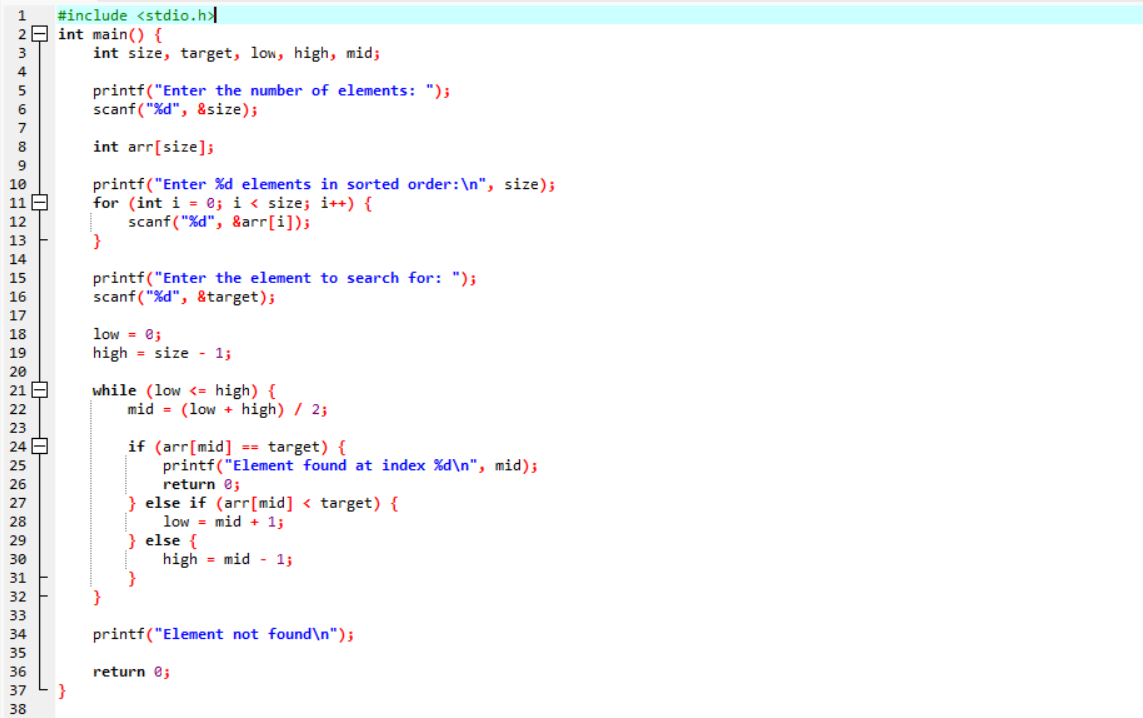 1 #include <stdio.h>
2 int main() {
3     int size, target, low, high, mid;
4
5     printf("Enter the number of elements: ");
6     scanf("%d", &size);
7
8     int arr[size];
9
10     printf("Enter %d elements in sorted order:\n", size);
11     for (int i = 0; i < size; i++) {
12         scanf("%d", &arr[i]);
13     }
14
15     printf("Enter the element to search for: ");
16     scanf("%d", &target);
17
18     low = 0;
19     high = size - 1;
20
21     while (low <= high) {
22         mid = (low + high) / 2;
23
24         if (arr[mid] == target) {
25             printf("Element found at index %d\n", mid);
26             return 0;
27         } else if (arr[mid] < target) {
28             low = mid + 1;
29         } else {
30             high = mid - 1;
31         }
32     }
33
34     printf("Element not found\n");
35
36     return 0;
37 }
38